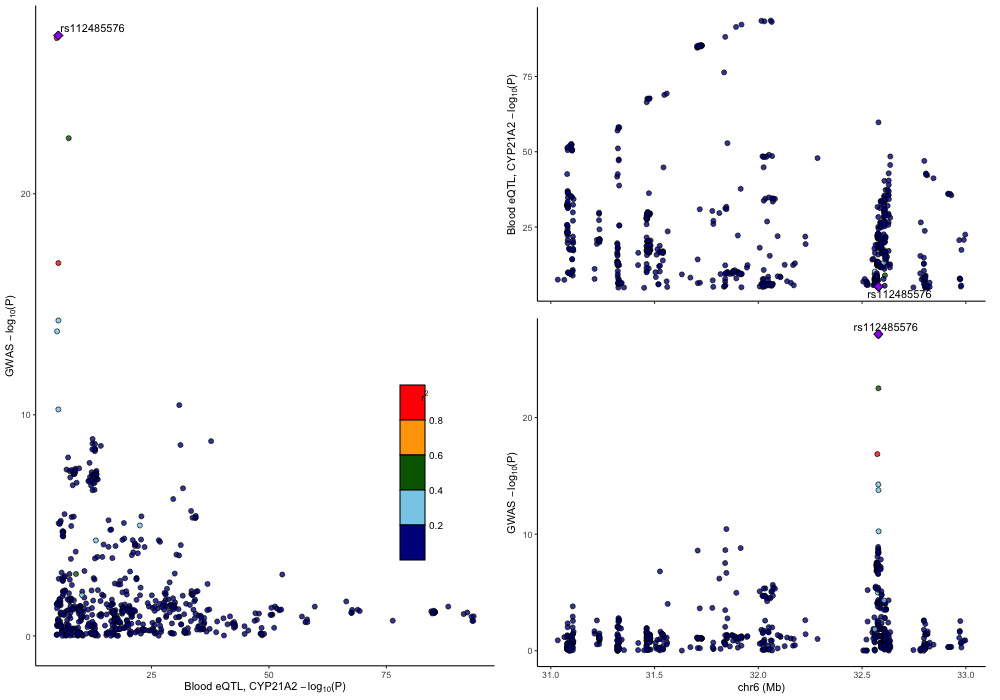 rs112485576
20
10
0
GWAS −log10(P)
25
50
75
Blood eQTL, CYP21A2 −log10(P)
r2
0.8
0.6
0.4
0.2
75
50
25
Blood eQTL, CYP21A2 −log10(P)
rs112485576
rs112485576
20
10
0
GWAS −log10(P)
31.0
31.5
32.0
32.5
33.0
chr6 (Mb)